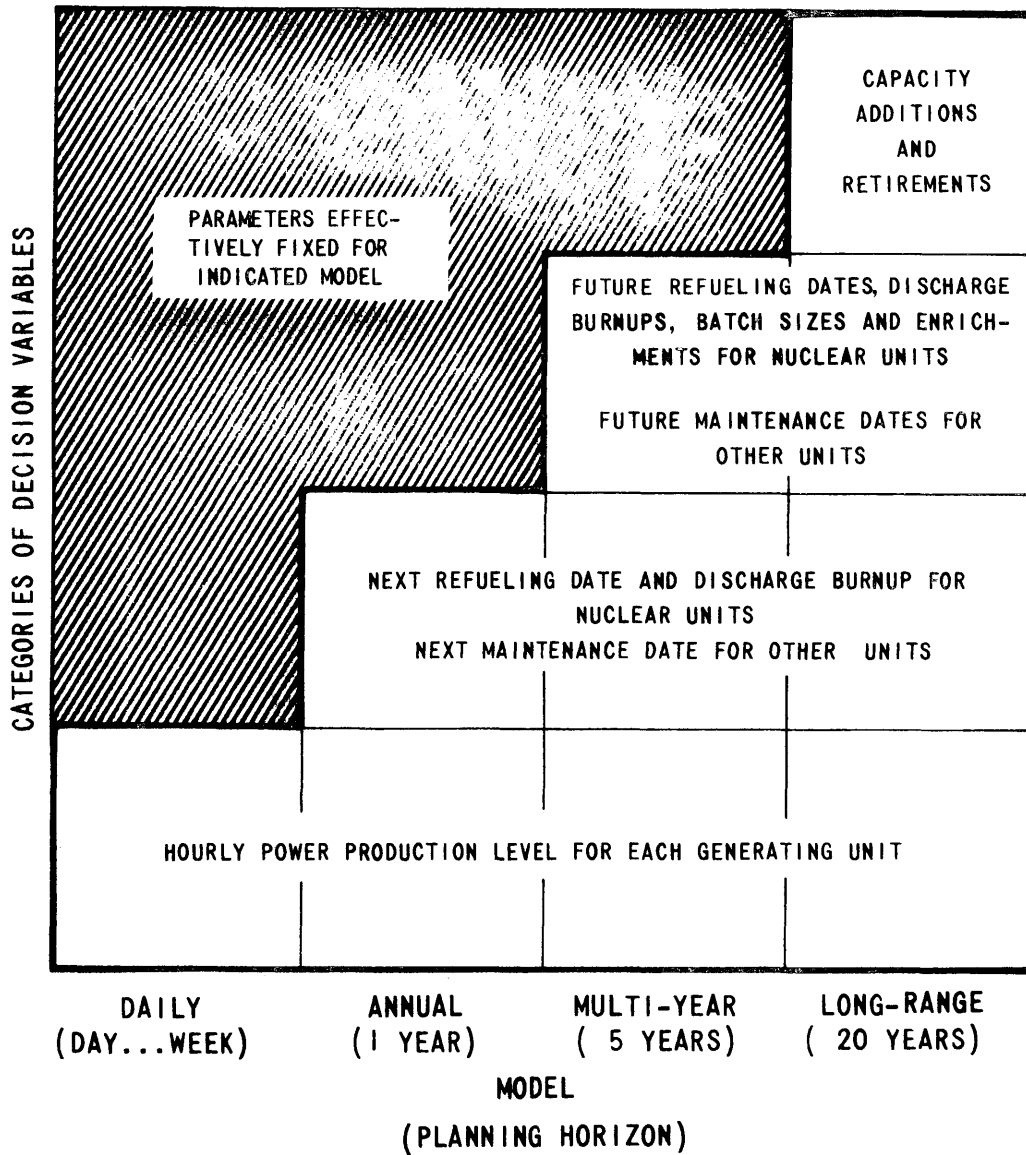 CATEGORIES OF DECISION VARIABLES
CAPACITY
ADDITIONS
AND
RETIREMENTS
PARAMETERS EFFEC-
TIVELY FIXED FOR
INDICATED MODEL
FUTURE REFUELING DATES, DISCHARGE
BURNUPS, BATCH SIZES AND ENRICH-
MENTS FOR NUCLEAR UNITS
FUTURE MAINTENANCE DATES FOR
OTHER UNITS
NEXT REFUELING DATE AND DISCHARGE BURNUP FOR
NUCLEAR UNITS
NEXT MAINTENANCE DATE FOR OTHER UNITS
HOURLY POWER PRODUCTION LEVEL FOR EACH GENERATING UNIT
DAILY
(DAY...WEEK)
ANNUAL
(1 YEAR)
MULTI-YEAR
( 5 YEARS)
LONG-RANGE
( 20 YEARS)
MODEL
(PLANNING HORIZON)